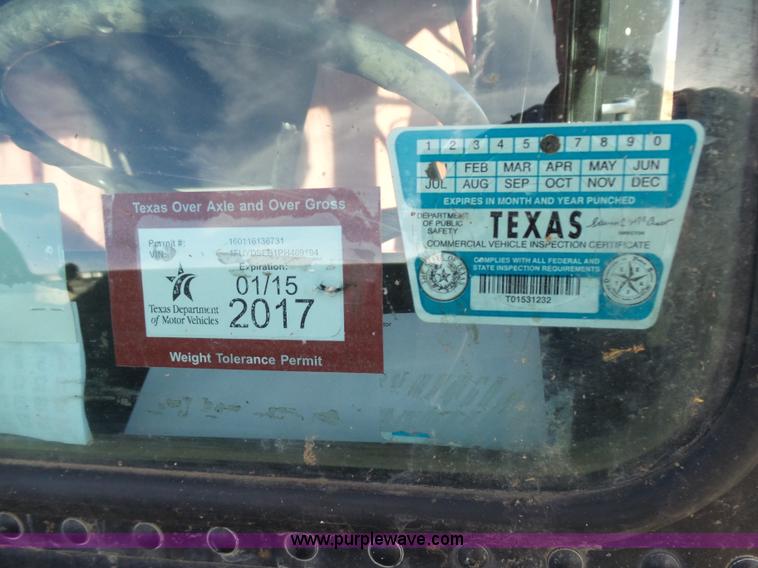 Texas Over Axle and Over Gross
Permit #: 160116136731
VIN:
Expiration:
01/15
2017
Texas Department
of Motor Vehicles
Weight Tolerance Permit
1 2 3 4 5 7 8 9 0
FEB MAR APR MAY JUN
JUL AUG SEP OCT NOV DEC
EXPIRES IN MONTH AND YEAR PUNCHED
DEPARTMENT
OF PUBLIC
SAFETY
TEXAS
DIRECTOR
COMMERCIAL VEHICLE INSPECTION CERTIFICATE
COMPLIES WITH ALL FEDERAL AND
STATE INSPECTION REQUIREMENTS
T01531232
www.purplewave.com